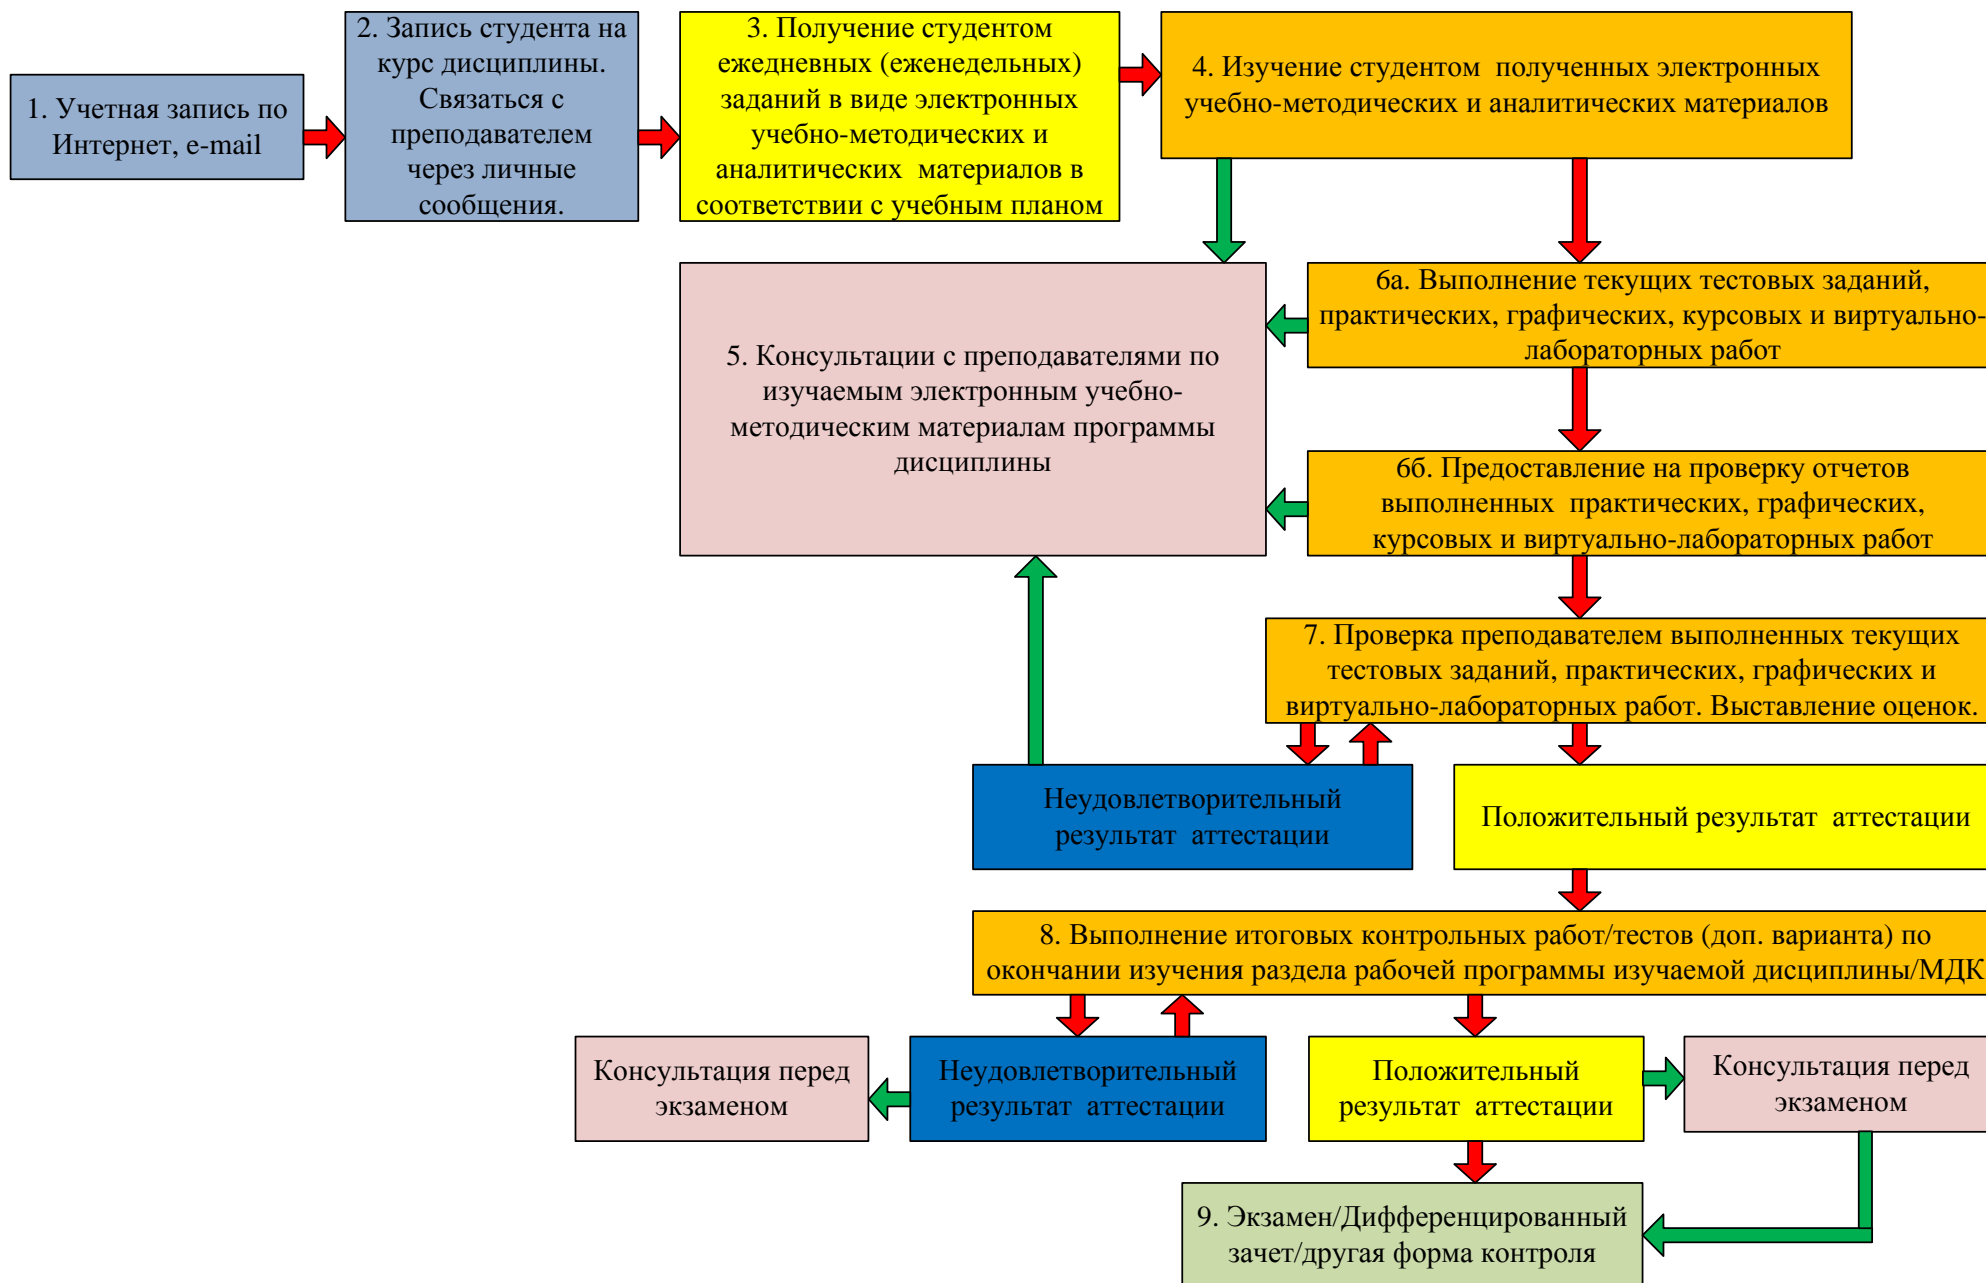 1. Учетная запись по
Интернет, e-mail
2. Запись студента на
курс дисциплины.
Связаться с
преподавателем
через личные
сообщения.
3. Получение студентом
ежедневных (еженедельных)
заданий в виде электронных
учебно-методических и
аналитических материалов в
соответствии с учебным планом
4. Изучение студентом полученных электронных
учебно-методических и аналитических материалов
5. Консультации с преподавателями по
изучаемым электронным учебно-
методическим материалам программы
дисциплины
6а. Выполнение текущих тестовых заданий,
практических, графических, курсовых и виртуально-
лабораторных работ
6б. Предоставление на проверку отчетов
выполненных практических, графических,
курсовых и виртуально-лабораторных работ
7. Проверка преподавателем выполненных текущих
тестовых заданий, практических, графических и
виртуально-лабораторных работ. Выставление оценок.
Неудовлетворительный
результат аттестации
Положительный результат аттестации
8. Выполнение итоговых контрольных работ/тестов (доп. варианта) по
окончании изучения раздела рабочей программы изучаемой дисциплины/МДК
Консультация перед
экзаменом
Неудовлетворительный
результат аттестации
Положительный
результат аттестации
Консультация перед
экзаменом
9. Экзамен/Дифференцированный
зачет/другая форма контроля